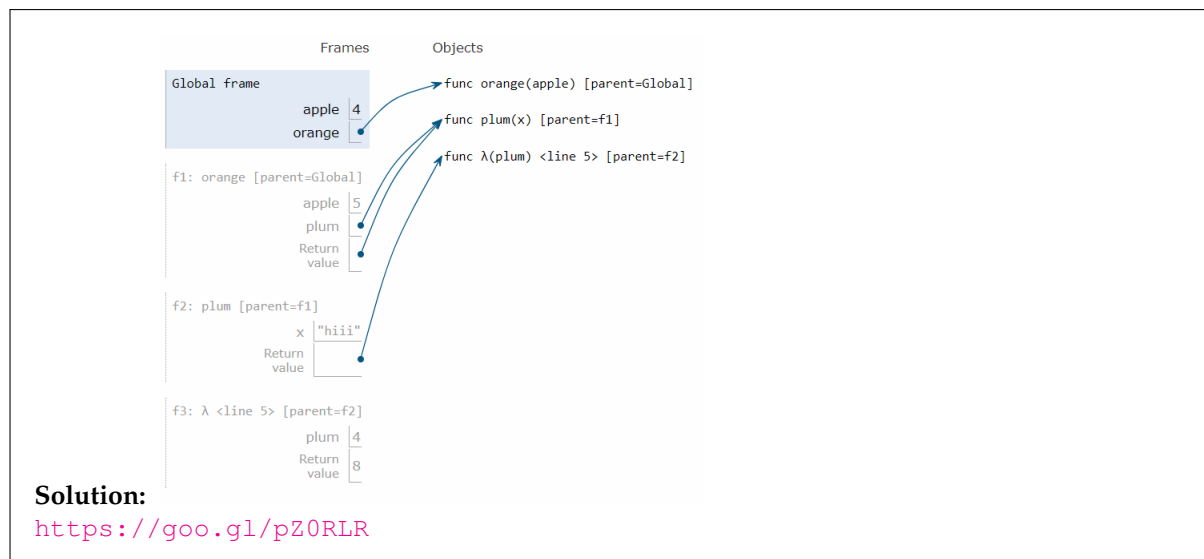 Frames Objects
Global frame
func orange(apple) [parent=Global]
apple 4
func plum(x) [parent=f1]
orange
func λ(plum) <line 5> [parent=f2]
f1: orange [parent=Global]
apple 5
plum
Return
value
f2: plum [parent=f1]
x "hiii"
Return
value
f3: λ <line 5> [parent=f2]
plum 4
Return
value 8
Solution:
https://goo.gl/pZ0RLR